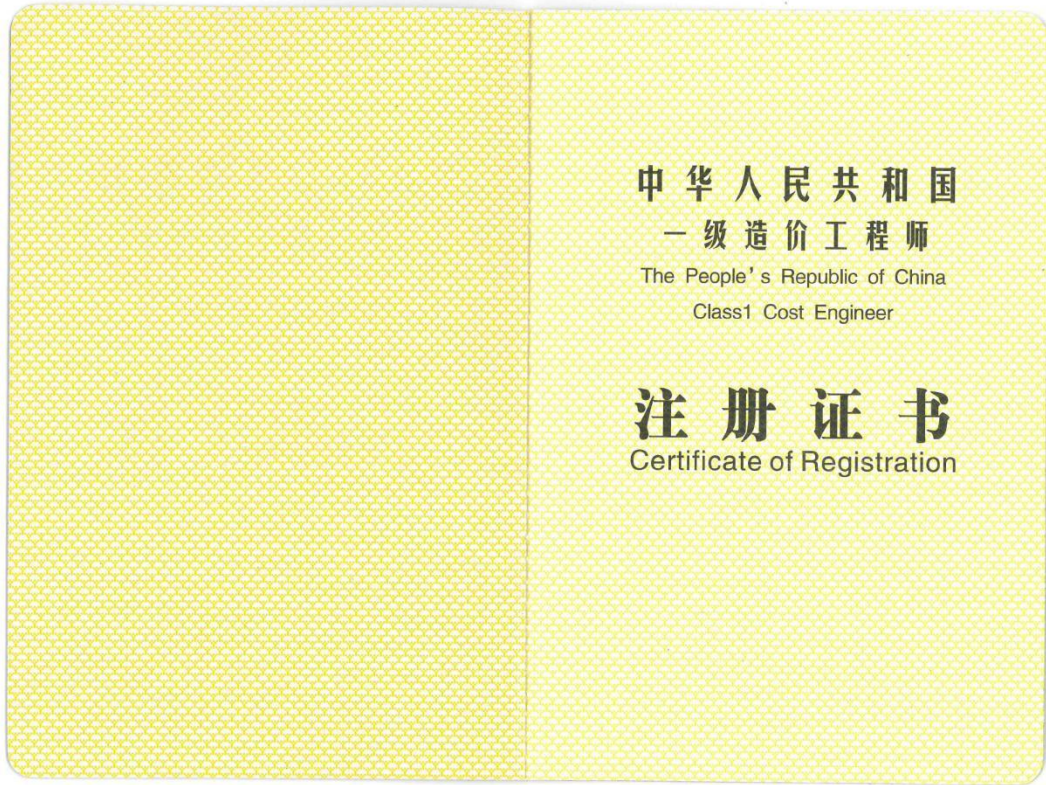 中华人民共和国
一级造价工程师
The People's Republic of China
Class1 Cost Engineer
注册证书
Certificate of Registration